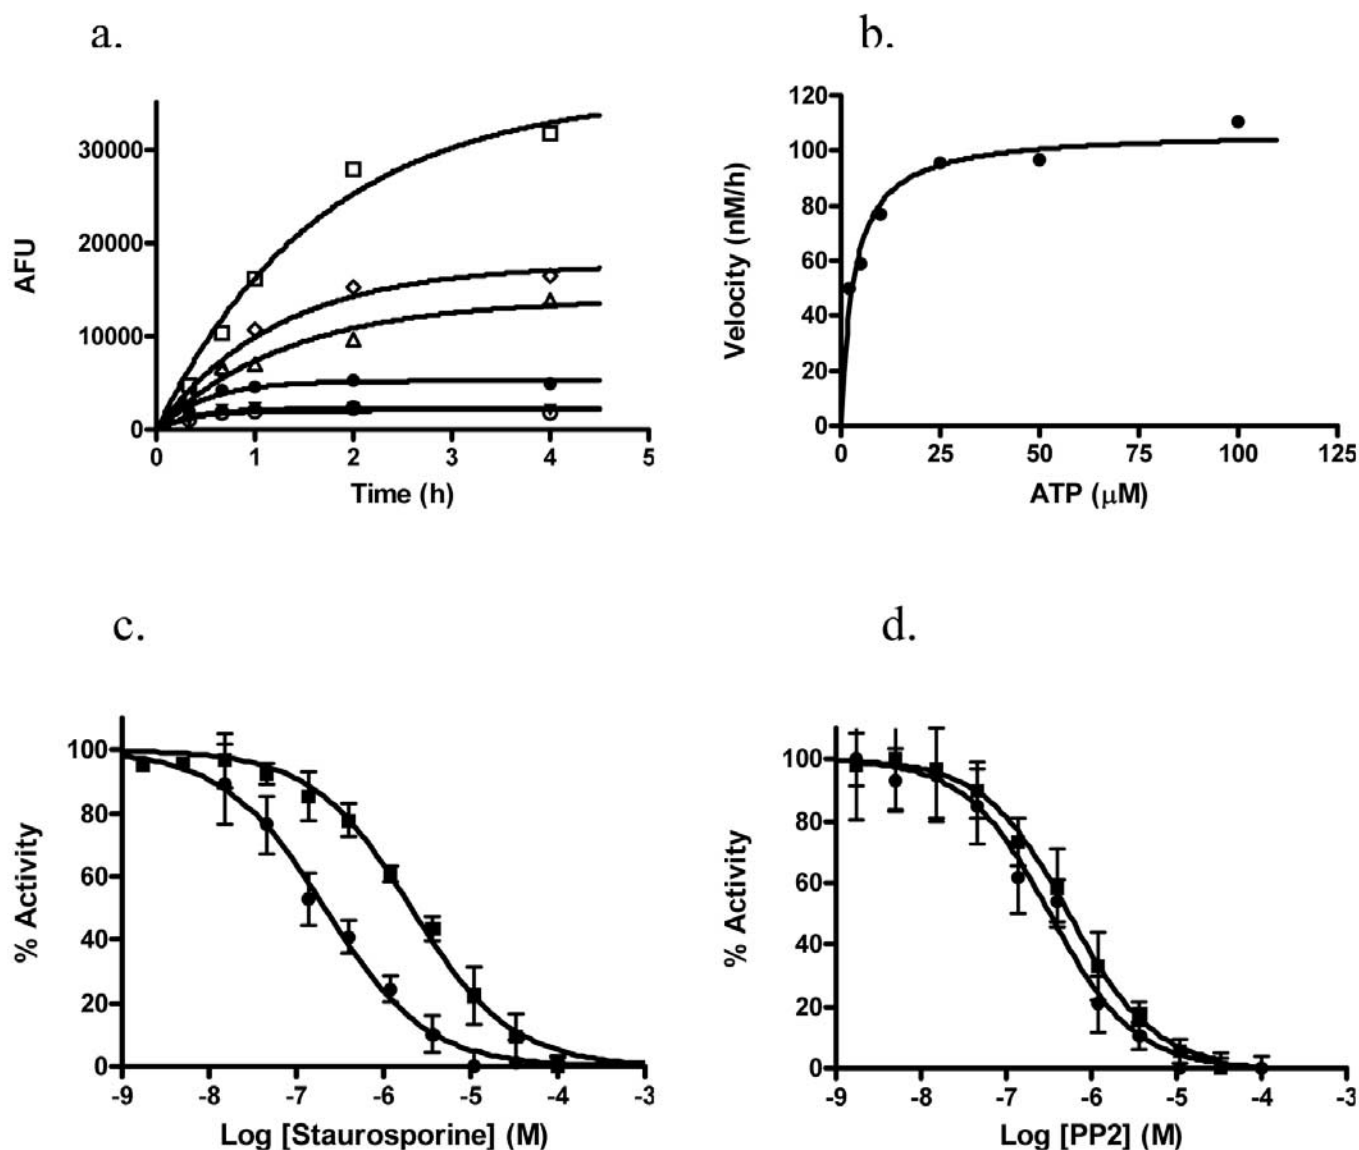 a.
AFU
30000
20000
10000
0
0 1 2 3 4 5
Time (h)
b.
Velocity (nM/h)
120
100
80
60
40
20
0
0 25 50 75 100 125
ATP (μM)
c.
% Activity
100
80
60
40
20
0
-9 -8 -7 -6 -5 -4 -3
Log [Staurosporine] (M)
d.
% Activity
100
80
60
40
20
0
-9 -8 -7 -6 -5 -4 -3
Log [PP2] (M)